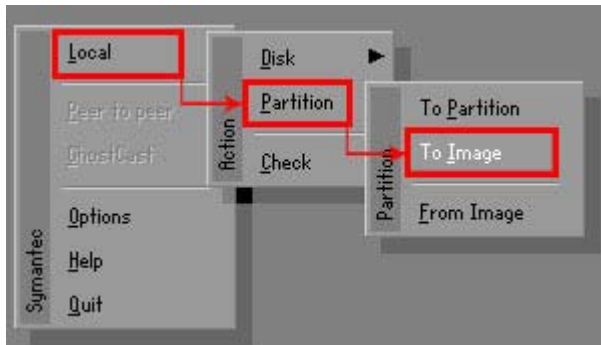 Local
Peer to peer
GhostCast
Options
Help
Quit
Symantec
Disk
Partition
Check
Action
To Partition
To Image
From Image
Partition